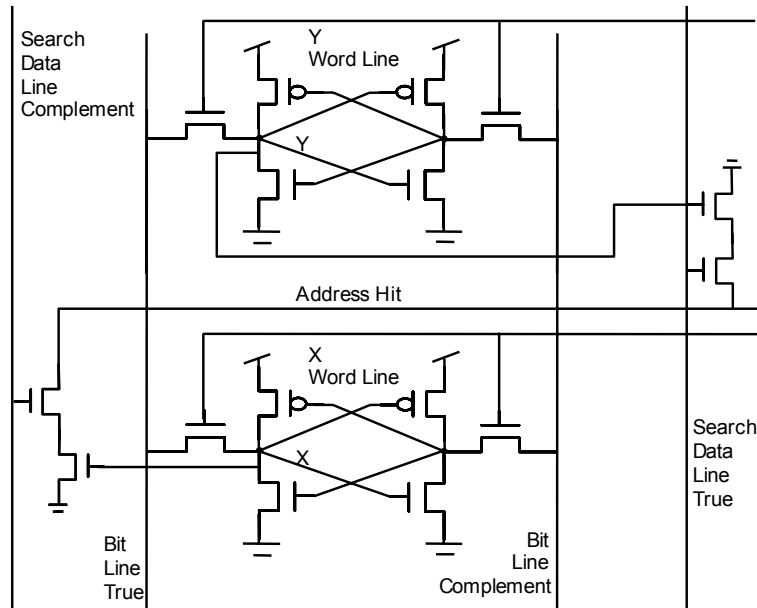 Search
Data
Line
Complement
Y
Word Line
Y
Address Hit
X
Word Line
X
Search
Data
Line
True
Bit
Line
True
Bit
Line
Complement